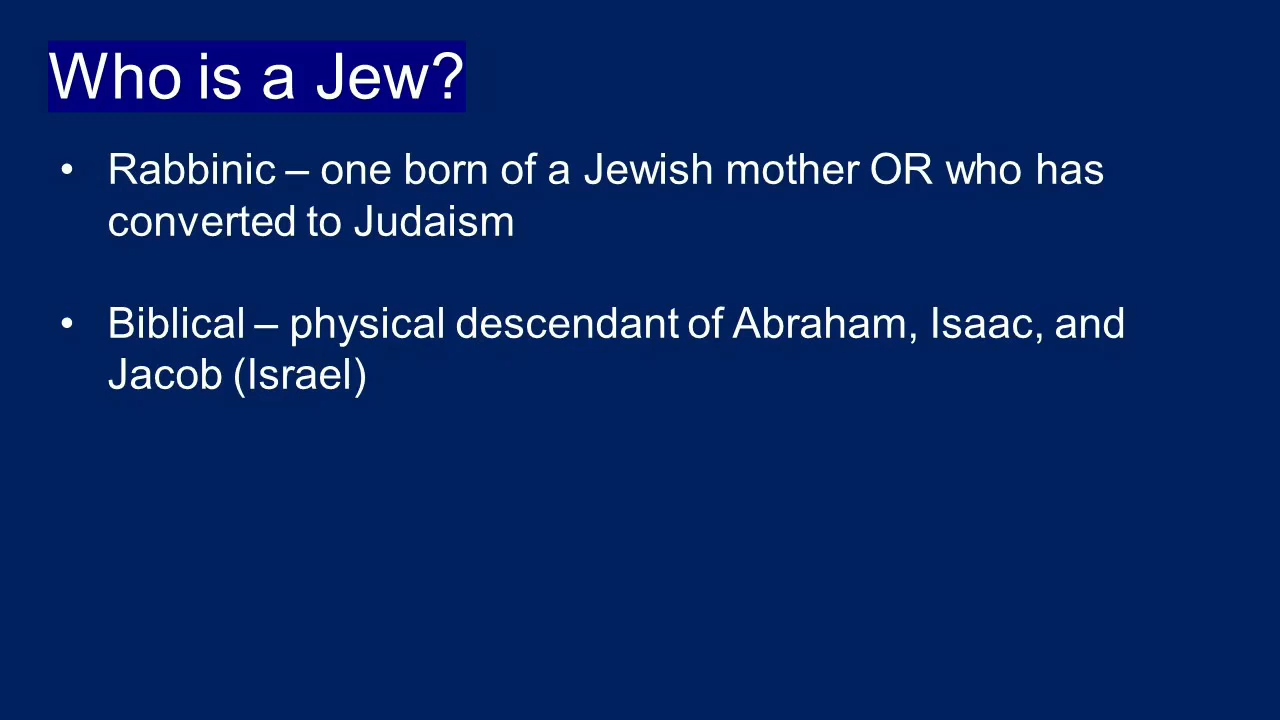 Who is a Jew?
• Rabbinic – one born of a Jewish mother OR who has
converted to Judaism
• Biblical – physical descendant of Abraham, Isaac, and
Jacob (Israel)